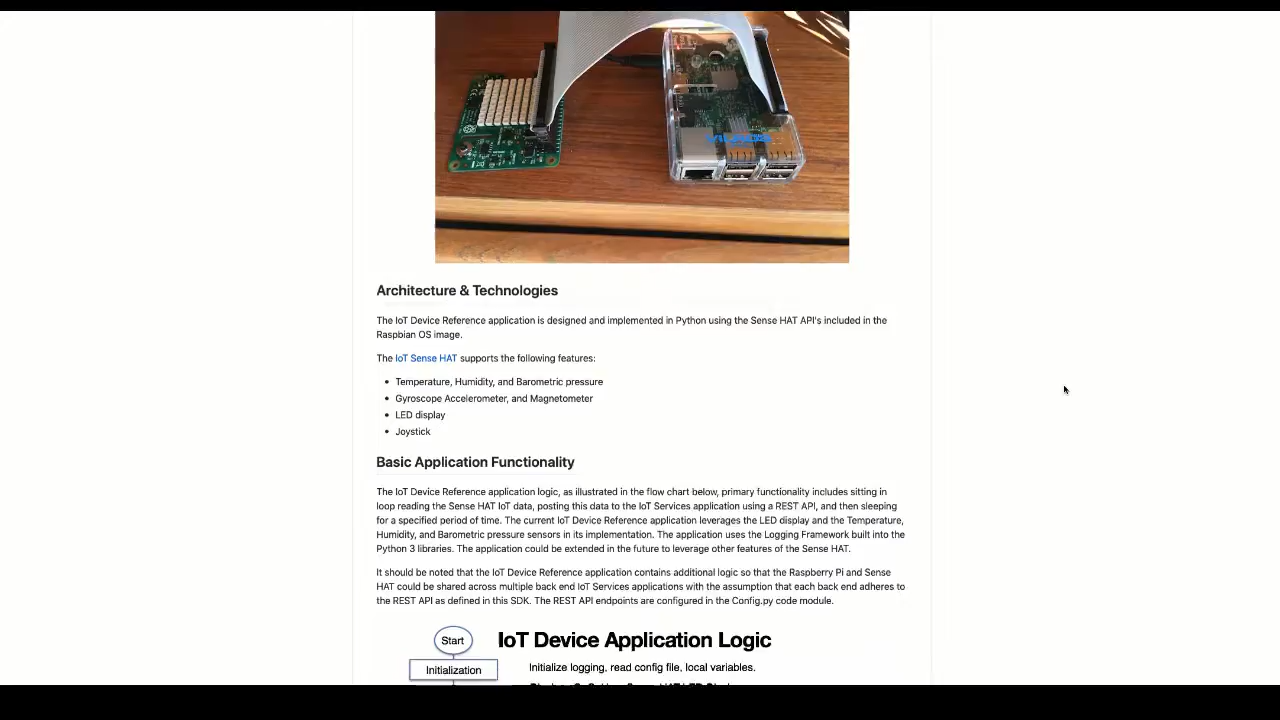 Architecture & Technologies
The IoT Device Reference application is designed and implemented in Python using the Sense HAT API's included in the
Raspbian OS image.
The IoT Sense HAT supports the following features:
• Temperature, Humidity, and Barometric pressure
• Gyroscope Accelerometer, and Magnetometer
• LED display
• Joystick
Basic Application Functionality
The IoT Device Reference application logic, as illustrated in the flow chart below, primary functionality includes sitting in
loop reading the Sense HAT IoT data, posting this data to the IoT Services application using a REST API, and then sleeping
for a specified period of time. The current IoT Device Reference application leverages the LED display and the Temperature,
Humidity, and Barometric pressure sensors in its implementation. The application uses the Logging Framework built into the
Python 3 libraries. The application could be extended in the future to leverage other features of the Sense HAT.
It should be noted that the IoT Device Reference application contains additional logic so that the Raspberry Pi and Sense
HAT could be shared across multiple back end IoT Services applications with the assumption that each back end adheres to
the REST API as defined in this SDK. The REST API endpoints are configured in the Config.py code module.
Start
IoT Device Application Logic
Initialization
Initialize logging, read config file, local variables.